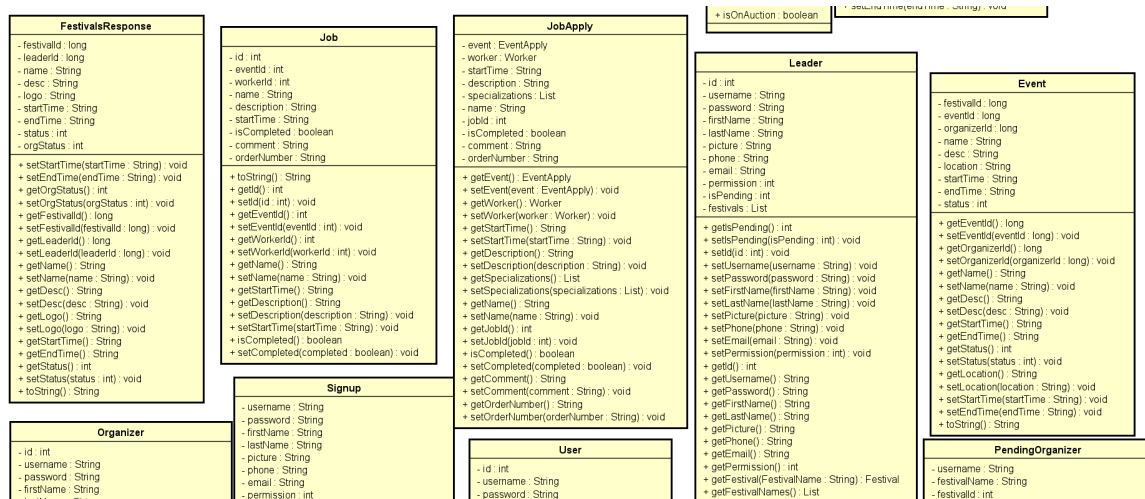 + isOnAuction : boolean
+ setEndTime(endTime : String) : void
FestivalsResponse
- festivalId : long
- leaderId : long
- name : String
- desc : String
- logo : String
- startTime : String
- endTime : String
- status : int
- orgStatus : int
+ setStartTime(startTime : String) : void
+ setEndTime(endTime : String) : void
+ getOrgStatus() : int
+ setOrgStatus(orgStatus : int) : void
+ getFestivalId() : long
+ setFestivalId(festivalId : long) : void
+ getLeaderId() : long
+ setLeaderId(leaderId : long) : void
+ getName() : String
+ setName(name : String) : void
+ getDesc() : String
+ setDesc(desc : String) : void
+ getLogo() : String
+ setLogo(logo : String) : void
+ getStartTime() : String
+ getEndTime() : String
+ getStatus() : int
+ setStatus(status : int) : void
+ toString() : String
Job
- id : int
- eventId : int
- workerId : int
- name : String
- description : String
- startTime : String
- isCompleted : boolean
- comment : String
- orderNumber : String
+ toString() : String
+ getId() : int
+ setId(id : int) : void
+ getEventId() : int
+ setEventId(eventId : int) : void
+ getWorkerId() : int
+ setWorkerId(workerId : int) : void
+ getName() : String
+ setName(name : String) : void
+ getStartTime() : String
+ getDescription() : String
+ setDescription(description : String) : void
+ setStartTime(startTime : String) : void
+ isCompleted() : boolean
+ setCompleted(completed : boolean) : void
JobApply
- event : EventApply
- worker : Worker
- startTime : String
- description : String
- specializations : List
- name : String
- jobId : int
- isCompleted : boolean
- comment : String
- orderNumber : String
+ getEvent() : EventApply
+ setEvent(event : EventApply) : void
+ getWorker() : Worker
+ setWorker(worker : Worker) : void
+ getStartTime() : String
+ setStartTime(startTime : String) : void
+ getDescription() : String
+ setDescription(description : String) : void
+ getSpecializations() : List
+ setSpecializations(specializations : List) : void
+ getName() : String
+ setName(name : String) : void
+ getJobId() : int
+ setJobId(jobId : int) : void
+ isCompleted() : boolean
+ setCompleted(completed : boolean) : void
+ getComment() : String
+ setComment(comment : String) : void
+ getOrderNumber() : String
+ setOrderNumber(orderNumber : String) : void
Leader
- id : int
- username : String
- password : String
- firstName : String
- lastName : String
- picture : String
- phone : String
- email : String
- permission : int
- isPending : int
- festivals : List
+ getIsPending() : int
+ setIsPending(isPending : int) : void
+ setId(id : int) : void
+ setUsername(username : String) : void
+ setPassword(password : String) : void
+ setFirstName(firstName : String) : void
+ setLastName(lastName : String) : void
+ setPicture(picture : String) : void
+ setPhone(phone : String) : void
+ setEmail(email : String) : void
+ setPermission(permission : int) : void
+ getId() : int
+ getUsername() : String
+ getPassword() : String
+ getFirstName() : String
+ getLastName() : String
+ getPicture() : String
+ getPhone() : String
+ getEmail() : String
+ getPermission() : int
+ getFestival(FestivalName : String) : Festival
+ getFestivalNames() : List
Event
- festivalId : long
- eventId : long
- organizerId : long
- name : String
- desc : String
- location : String
- startTime : String
- endTime : String
- status : int
+ getEventId() : long
+ setEventId(eventId : long) : void
+ getOrganizerId() : long
+ setOrganizerId(organizerId : long) : void
+ getName() : String
+ setName(name : String) : void
+ getDesc() : String
+ setDesc(desc : String) : void
+ getStartTime() : String
+ getEndTime() : String
+ getStatus() : int
+ setStatus(status : int) : void
+ getLocation() : String
+ setLocation(location : String) : void
+ setStartTime(startTime : String) : void
+ setEndTime(endTime : String) : void
+ toString() : String
Organizer
- id : int
- username : String
- password : String
- firstName : String
Signup
- username : String
- password : String
- firstName : String
- lastName : String
- picture : String
- phone : String
- email : String
- permission : int
User
- id : int
- username : String
- password : String
PendingOrganizer
- username : String
- festivalName : String
- festivalId : int